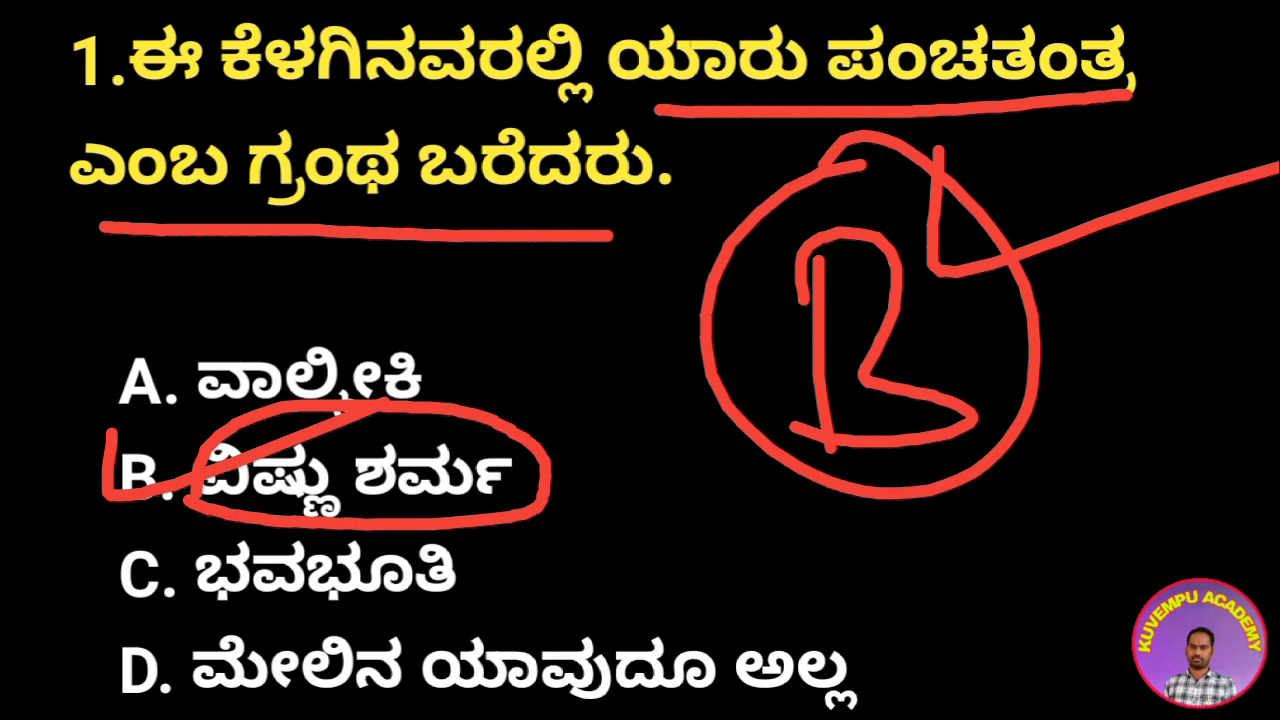 1.ಈ ಕೆಳಗಿನವರಲ್ಲಿ ಯಾರು ಪಂಚತಂತ್ರ
ಎಂಬ ಗ್ರಂಥ ಬರೆದರು.
B
A. ವಾಲ್ಮೀಕಿ
B. ವಿಷ್ಣು ಶರ್ಮ
C. ಭವಭೂತಿ
D. ಮೇಲಿನ ಯಾವುದೂ ಅಲ್ಲ
KUVEMPU ACADEMY